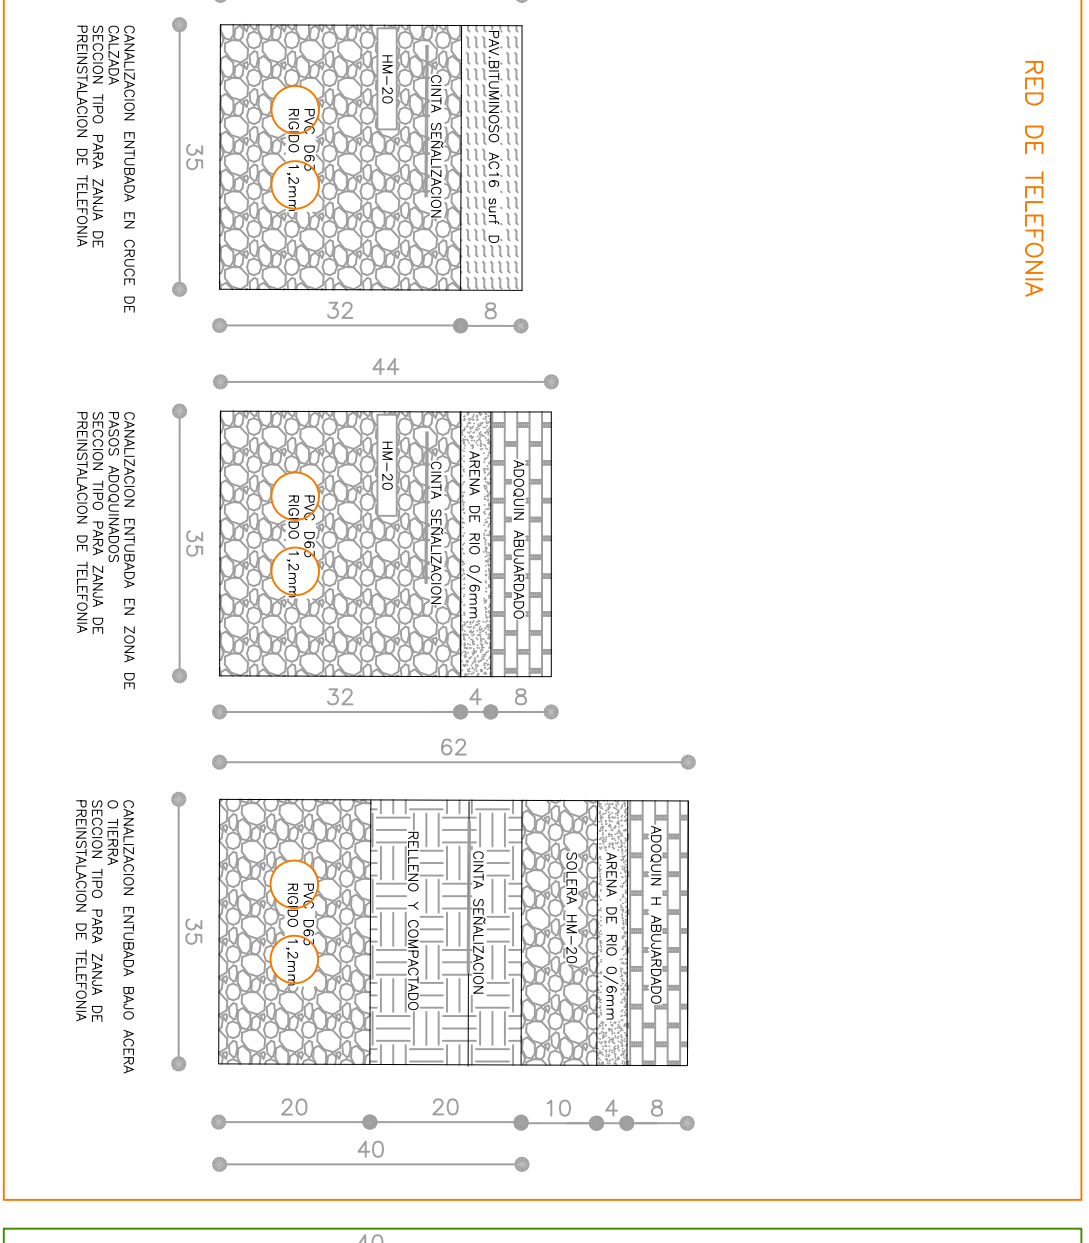 RED DE TELEFONIA
PAV.BITUMINOSO AC16 surf D
CINTA SEÑALIZACION
HM-20
PVC D63
RIGIDO 1,2mm
8
32
35
CANALIZACION ENTUBADA EN CRUCE DE
CALZADA
SECCION TIPO PARA ZANJA DE
PREINSTALACION DE TELEFONIA
44
ADOQUIN ABUJARDADO
ARENA DE RIO 0/6mm
CINTA SEÑALIZACION
HM-20
PVC D63
RIGIDO 1,2mm
8
4
32
35
CANALIZACION ENTUBADA EN ZONA DE
PASOS ADOQUINADOS
SECCION TIPO PARA ZANJA DE
PREINSTALACION DE TELEFONIA
62
ADOQUIN H ABUJARDADO
ARENA DE RIO 0/6mm
SOLERA HM-20
CINTA SEÑALIZACION
RELLENO Y COMPACTADO
PVC D63
RIGIDO 1,2mm
8
4
10
20
20
40
35
CANALIZACION ENTUBADA BAJO ACERA
O TIERRA
SECCION TIPO PARA ZANJA DE
PREINSTALACION DE TELEFONIA
40